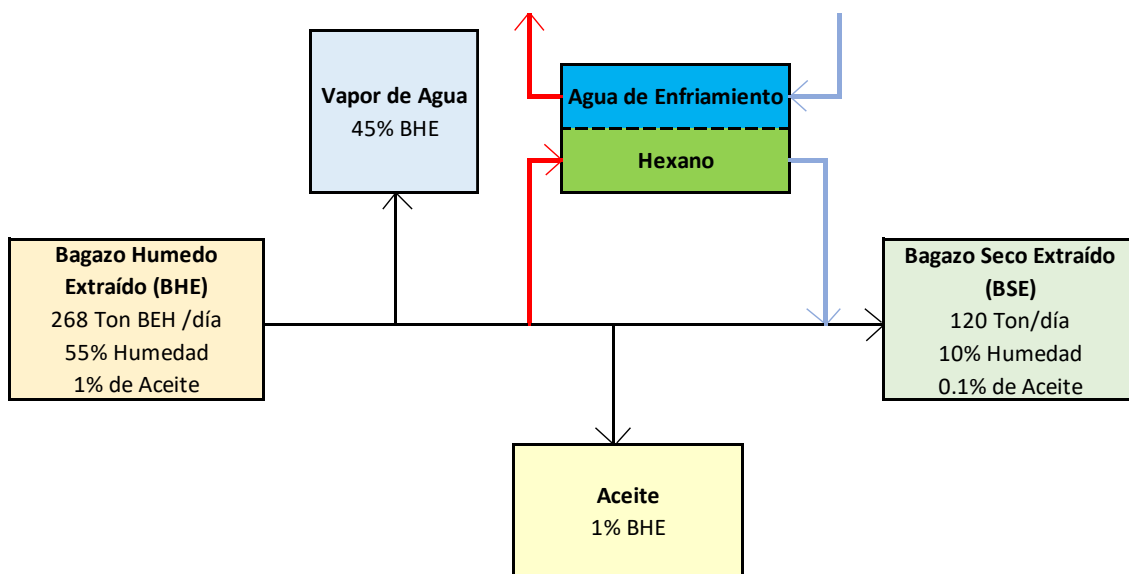 Vapor de Agua
45% BHE
Agua de Enfriamiento
Hexano
Bagazo Humedo
Extraído (BHE)
268 Ton BEH /día
55% Humedad
1% de Aceite
Bagazo Seco Extraído
(BSE)
120 Ton/día
10% Humedad
0.1% de Aceite
Aceite
1% BHE